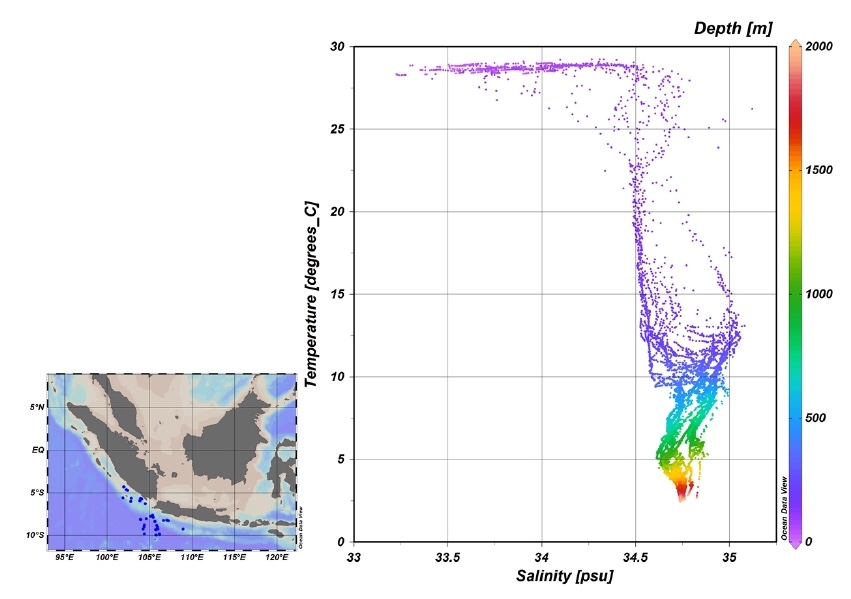 Depth [m]
30
25
20
15
10
5
0
Temperature [degrees_C]
33
33.5
34
34.5
35
Salinity [psu]
2000
1500
1000
500
0
Ocean Data View
5°N
EQ
5°S
10°S
95°E
100°E
105°E
110°E
115°E
120°E
Ocean Data View